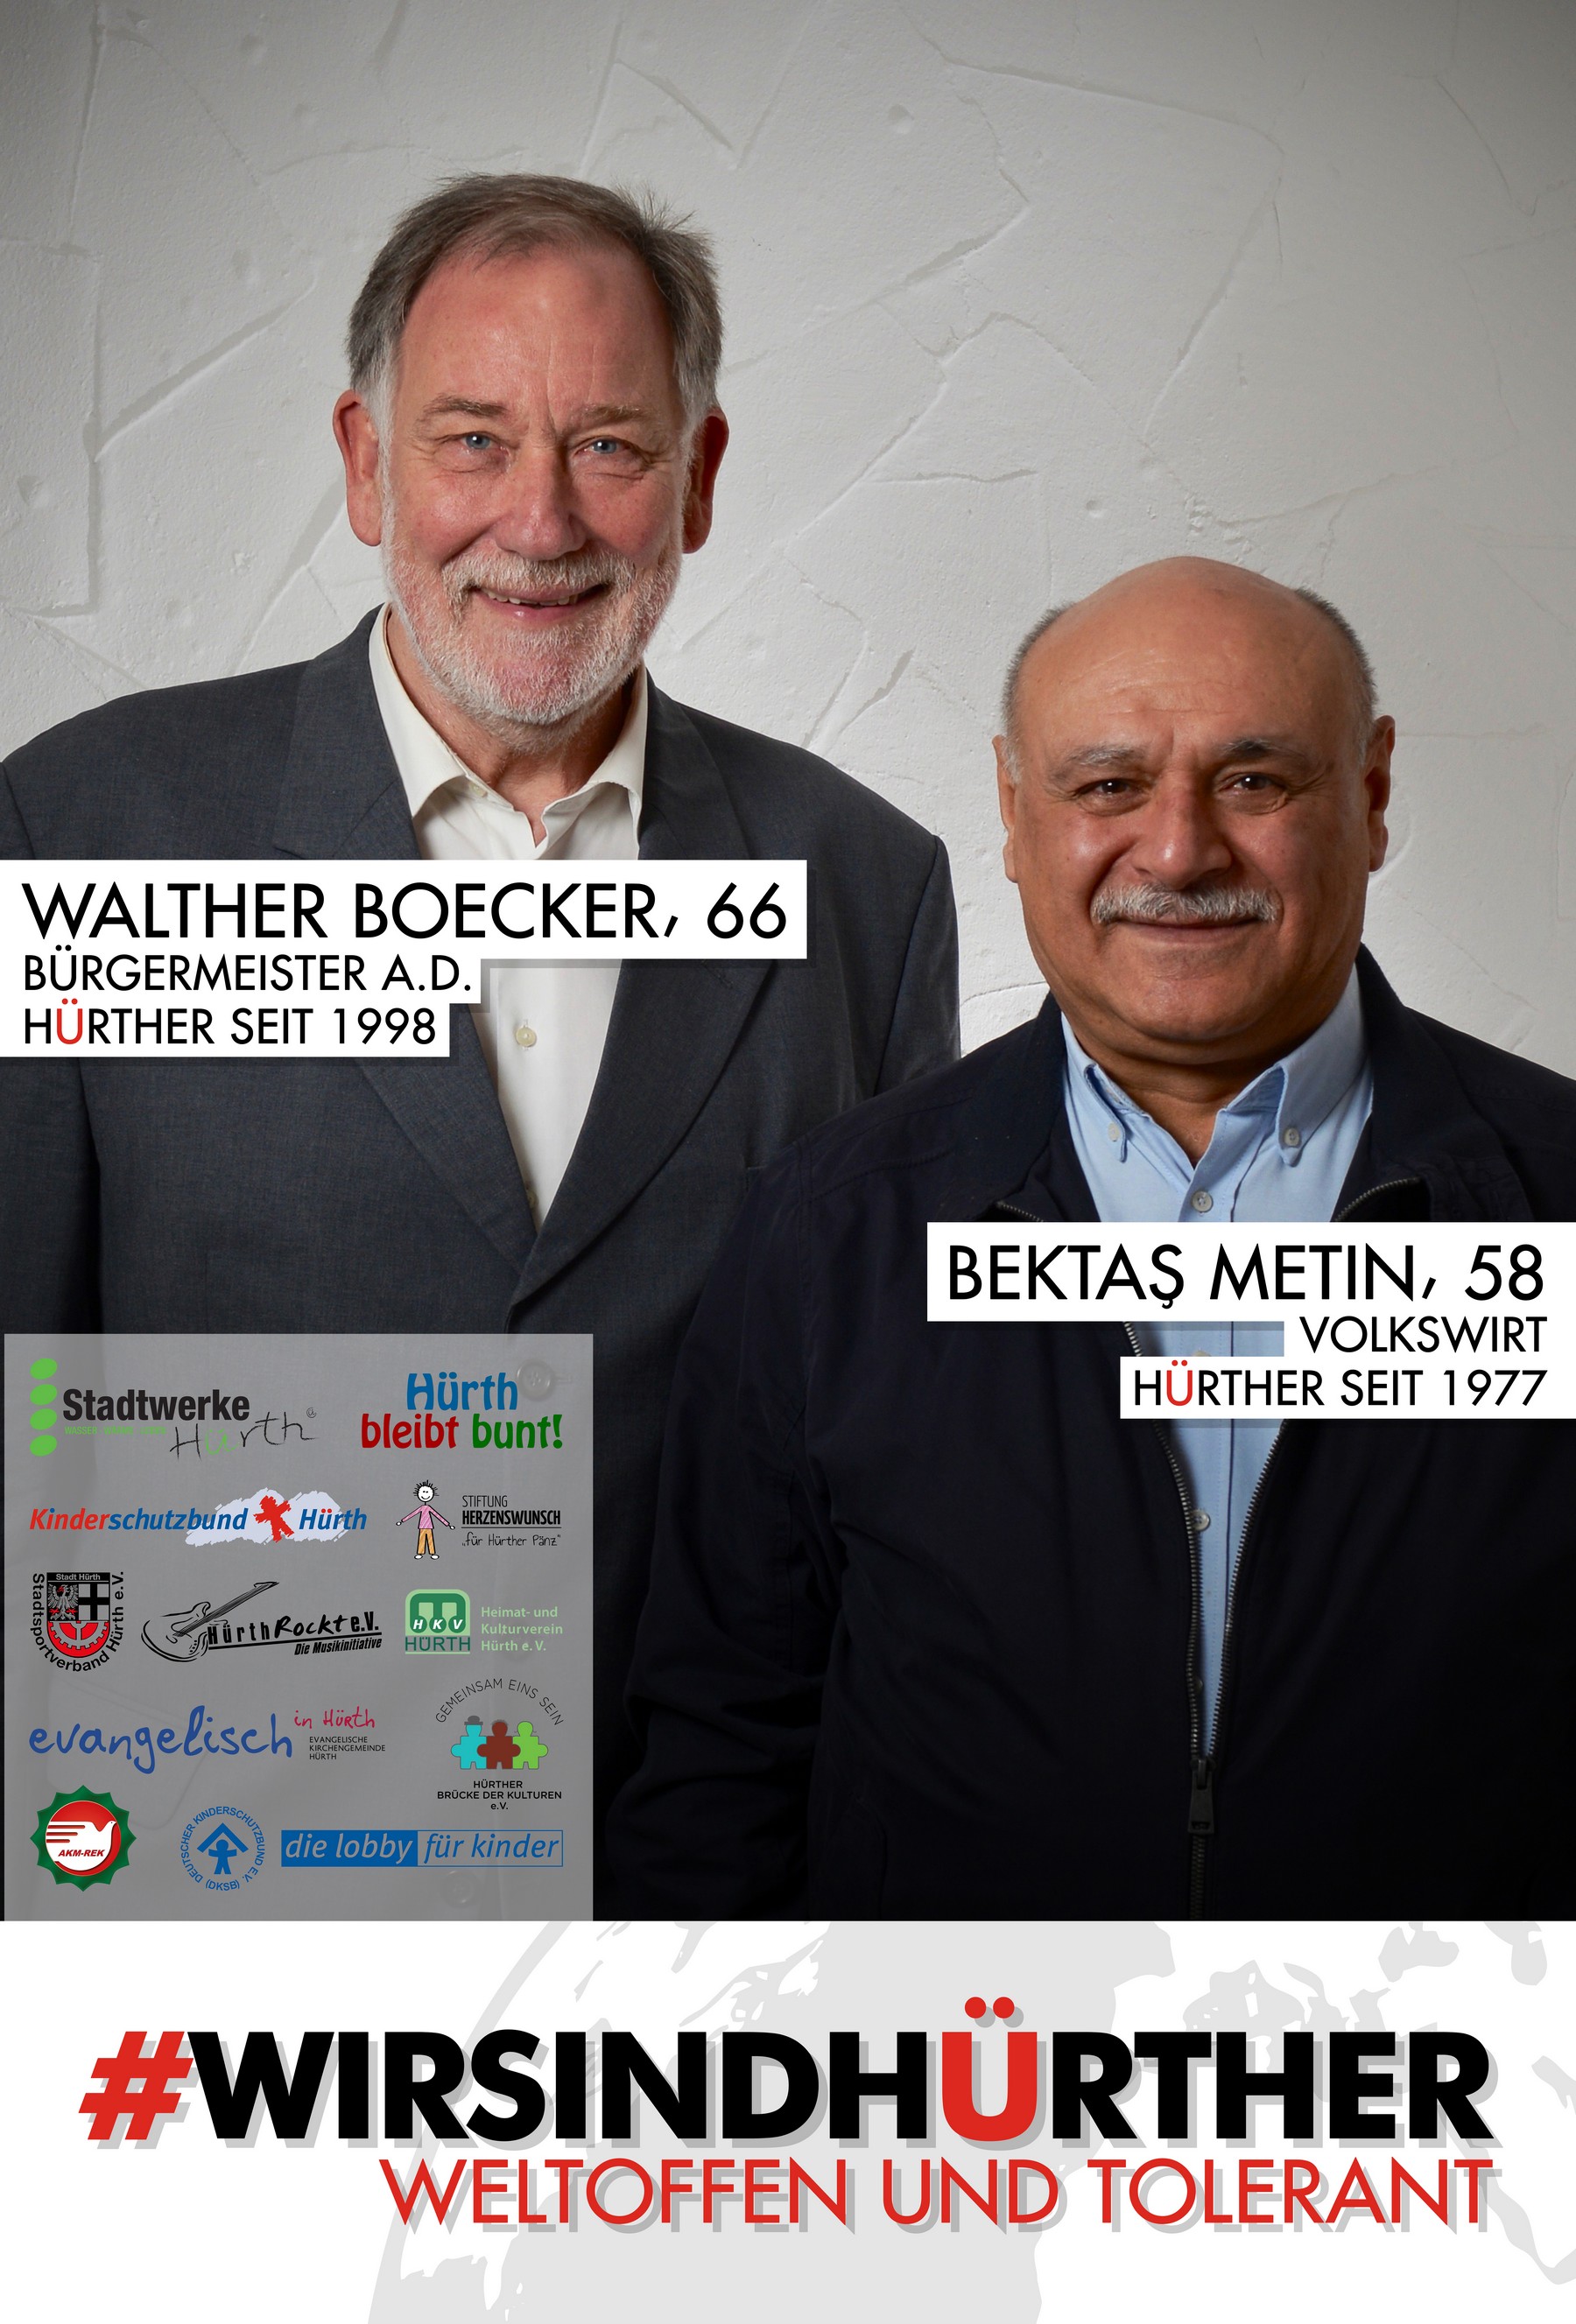 WALTHER BOECKER, 66
BÜRGERMEISTER A.D.
HÜRTHER SEIT 1998
BEKTAŞ METIN, 58
VOLKSWIRT
HÜRTHER SEIT 1977
Stadtwerke
Hürth
Hürth
bleibt bunt!
Kinderschutzbund Hürth
STIFTUNG
HERZENSWUNSCH
„für Hürther Pänz"
Stadt Hürth
Stadtsportverband Hürth e.V.
HürthRockt e.V.
Die Musikinitiative
HKV
HÜRTH
Heimat- und
Kulturverein
Hürth e. V.
evangelisch in Hürth
EVANGELISCHE
KIRCHENGEMEINDE
HÜRTH
GEMEINSAM EINS SEIN
HÜRTHER
BRÜCKE DER KULTUREN
e.V.
AKM-REK
DEUTSCHER KINDERSCHUTZBUND E.V.
(DKSB)
die lobby für kinder
#WIRSINDHÜRTHER
WELTOFFEN UND TOLERANT